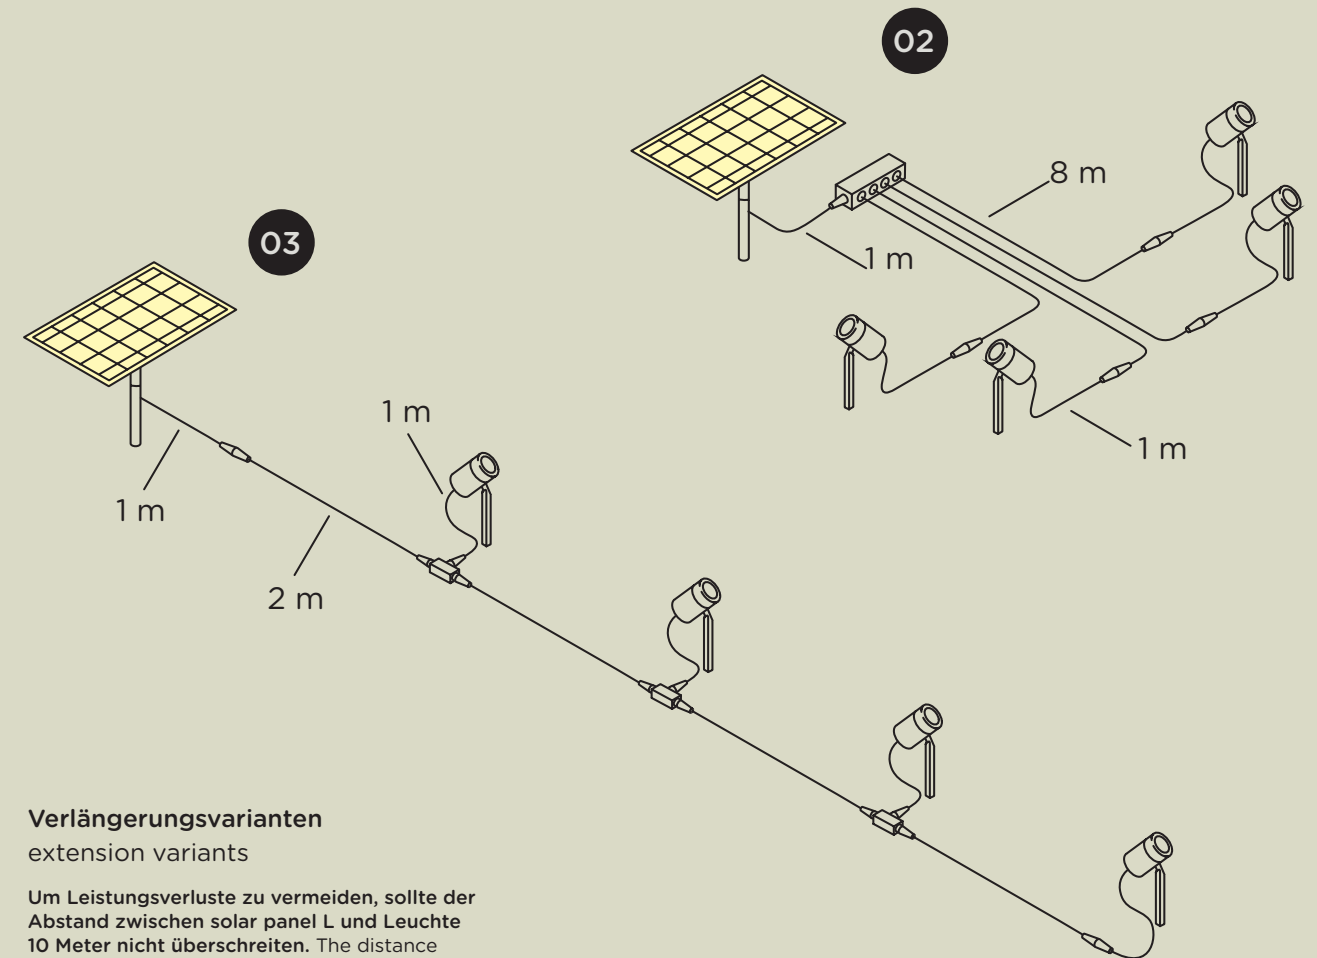 02
8 m
1 m
1 m
03
1 m
1 m
2 m
Verlängerungsvarianten
extension variants
Um Leistungsverluste zu vermeiden, sollte der
Abstand zwischen solar panel L und Leuchte
10 Meter nicht überschreiten. The distance